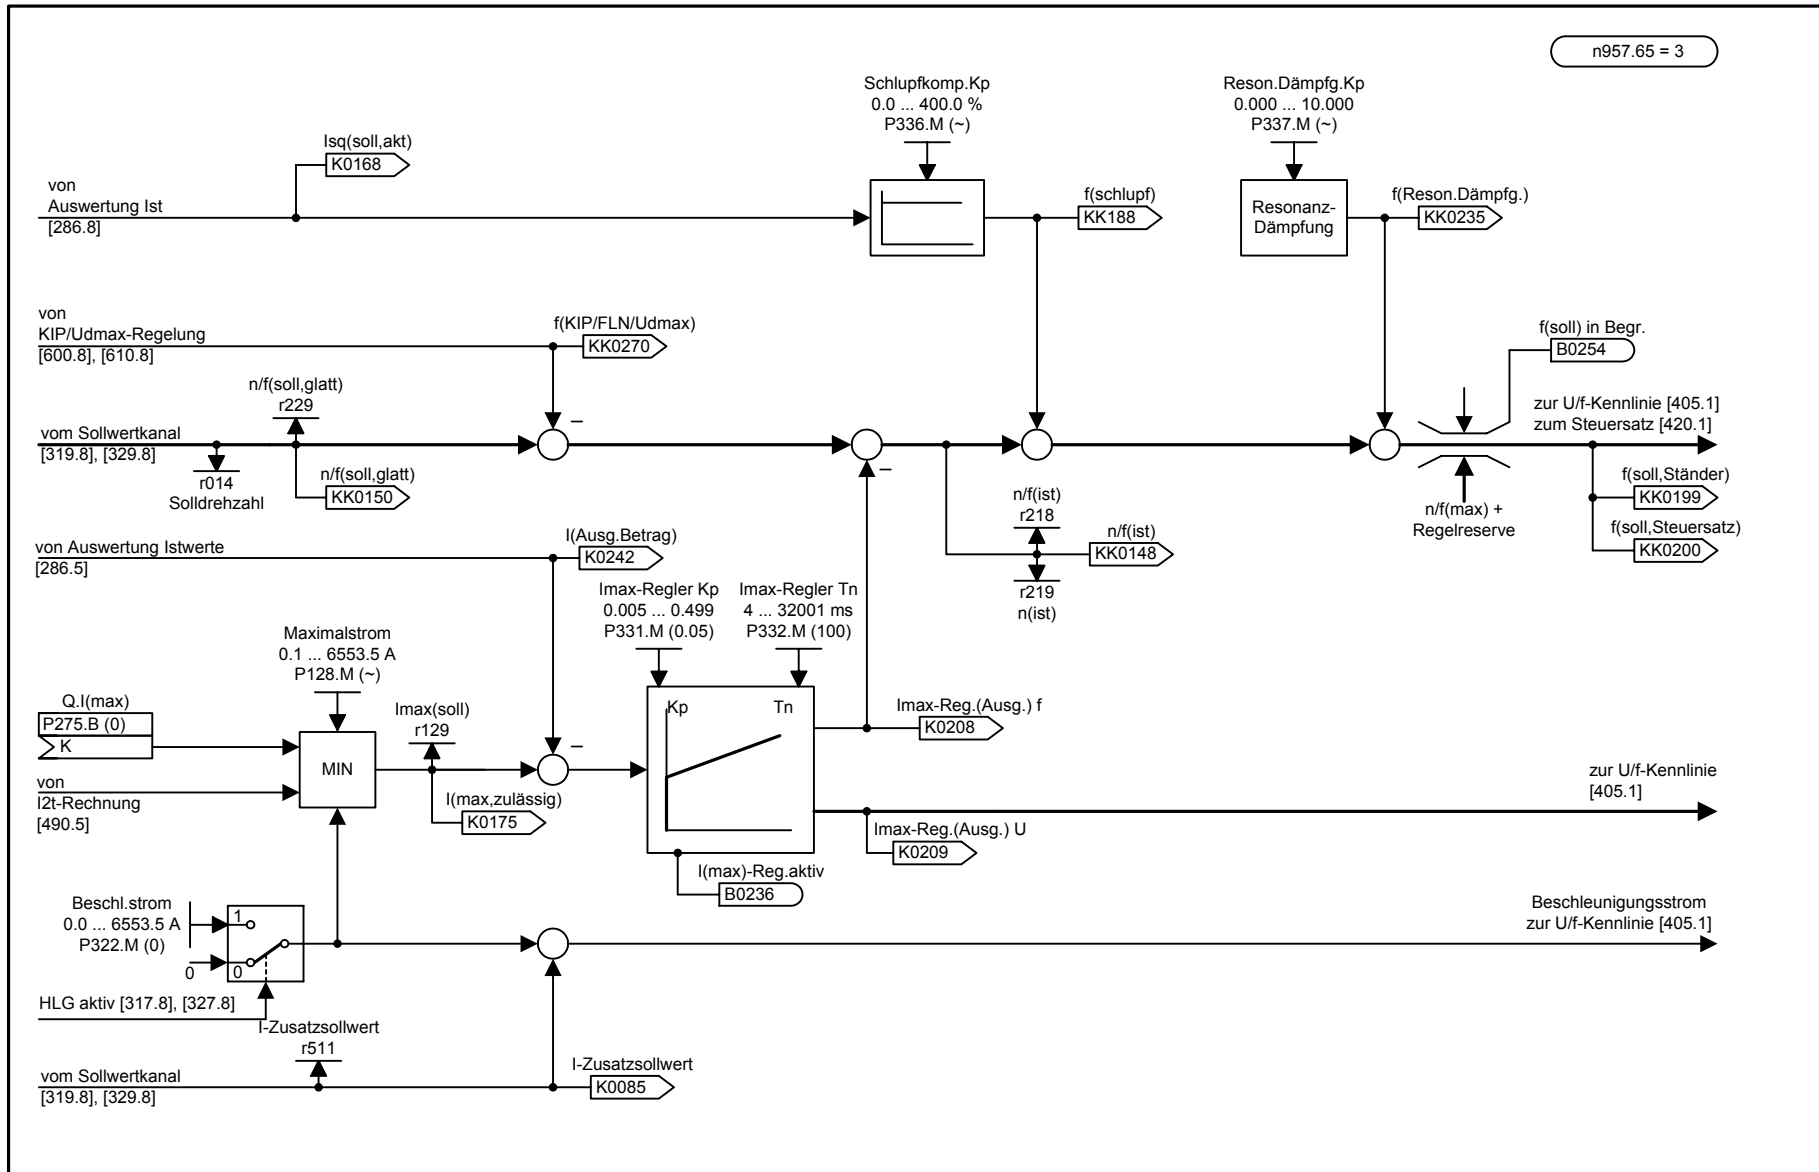 n957.65 = 3
Schlupfkomp.Kp
0.0 ... 400.0 %
P336.M (~)
Reson.Dämpfg.Kp
0.000 ... 10.000
P337.M (~)
Isq(soll,akt)
K0168
von
Auswertung Ist
[286.8]
f(schlupf)
KK188
Resonanz-
Dämpfung
f(Reson.Dämpfg.)
KK0235
von
KIP/Udmax-Regelung
[600.8], [610.8]
f(KIP/FLN/Udmax)
KK0270
f(soll) in Begr.
B0254
n/f(soll,glatt)
r229
vom Sollwertkanal
[319.8], [329.8]
r014
Solldrehzahl
n/f(soll,glatt)
KK0150
–
–
zur U/f-Kennlinie [405.1]
zum Steuersatz [420.1]
n/f(max) +
Regelreserve
f(soll,Ständer)
KK0199
f(soll,Steuersatz)
KK0200
n/f(ist)
r218
n/f(ist)
KK0148
r219
n(ist)
von Auswertung Istwerte
[286.5]
I(Ausg.Betrag)
K0242
Imax-Regler Kp
0.005 ... 0.499
P331.M (0.05)
Imax-Regler Tn
4 ... 32001 ms
P332.M (100)
Maximalstrom
0.1 ... 6553.5 A
P128.M (~)
Q.I(max)
P275.B (0)
K
Imax(soll)
r129
–
Kp
Tn
Imax-Reg.(Ausg.) f
K0208
MIN
von
I2t-Rechnung
[490.5]
I(max,zulässig)
K0175
zur U/f-Kennlinie
[405.1]
Imax-Reg.(Ausg.) U
K0209
I(max)-Reg.aktiv
B0236
Beschl.strom
0.0 ... 6553.5 A
P322.M (0)
1
0
0
Beschleunigungsstrom
zur U/f-Kennlinie [405.1]
HLG aktiv [317.8], [327.8]
I-Zusatzsollwert
r511
vom Sollwertkanal
[319.8], [329.8]
I-Zusatzsollwert
K0085